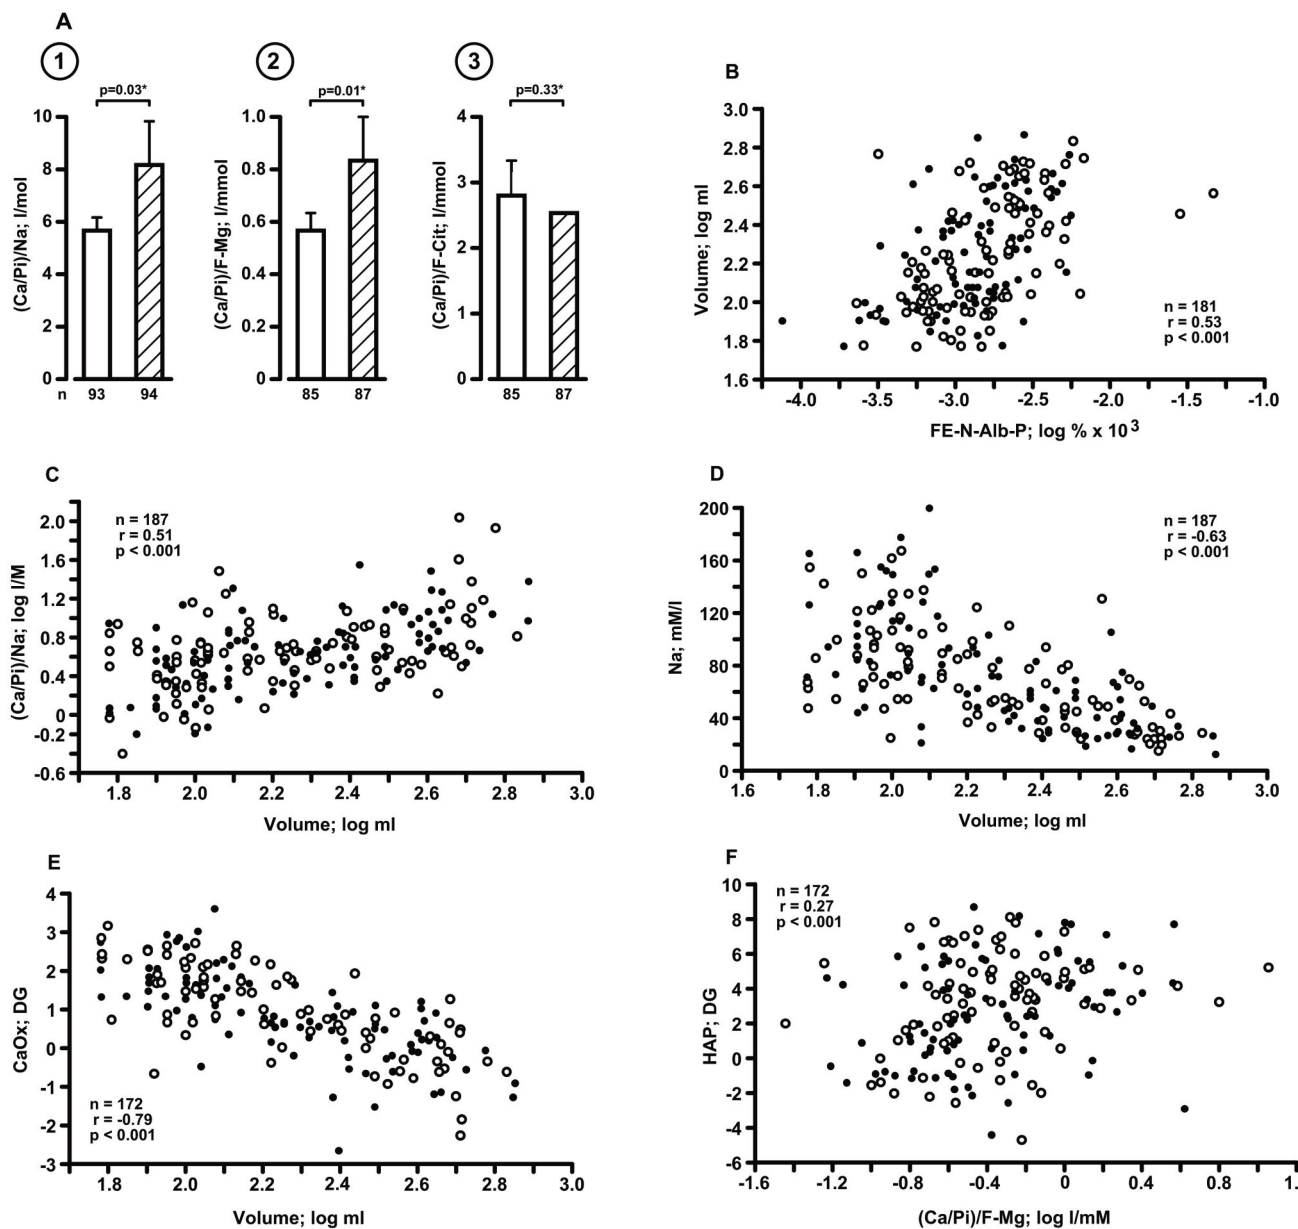 A
1
2
3
p=0.03*
p=0.01*
p=0.33*
(Ca/Pi)/Na; l/mol
10
8
6
4
2
0
n 93 94
(Ca/Pi)/F-Mg; l/mmol
1.0
0.8
0.6
0.4
0.2
0
85 87
(Ca/Pi)/F-Cit; l/mmol
4
3
2
1
0
85 87
B
Volume; log ml
3.0
2.8
2.6
2.4
2.2
2.0
1.8
1.6
n = 181
r = 0.53
p < 0.001
-4.0 -3.5 -3.0 -2.5 -2.0 -1.5 -1.0
FE-N-Alb-P; log % x 10³
C
(Ca/Pi)/Na; log l/M
n = 187
r = 0.51
p < 0.001
2.0
1.6
1.2
0.8
0.4
0
-0.2
-0.6
1.8 2.0 2.2 2.4 2.6 2.8 3.0
Volume; log ml
D
Na; mM/l
200
160
120
80
40
0
n = 187
r = -0.63
p < 0.001
1.6 1.8 2.0 2.2 2.4 2.6 2.8 3.0
Volume; log ml
E
CaOx; DG
4
3
2
1
0
-1
-2
-3
n = 172
r = -0.79
p < 0.001
1.8 2.0 2.2 2.4 2.6 2.8 3.0
Volume; log ml
F
HAP; DG
n = 172
r = 0.27
p < 0.001
10
8
6
4
2
0
-2
-4
-6
-1.6 -1.2 -0.8 -0.4 0 0.4 0.8
(Ca/Pi)/F-Mg; log l/mM